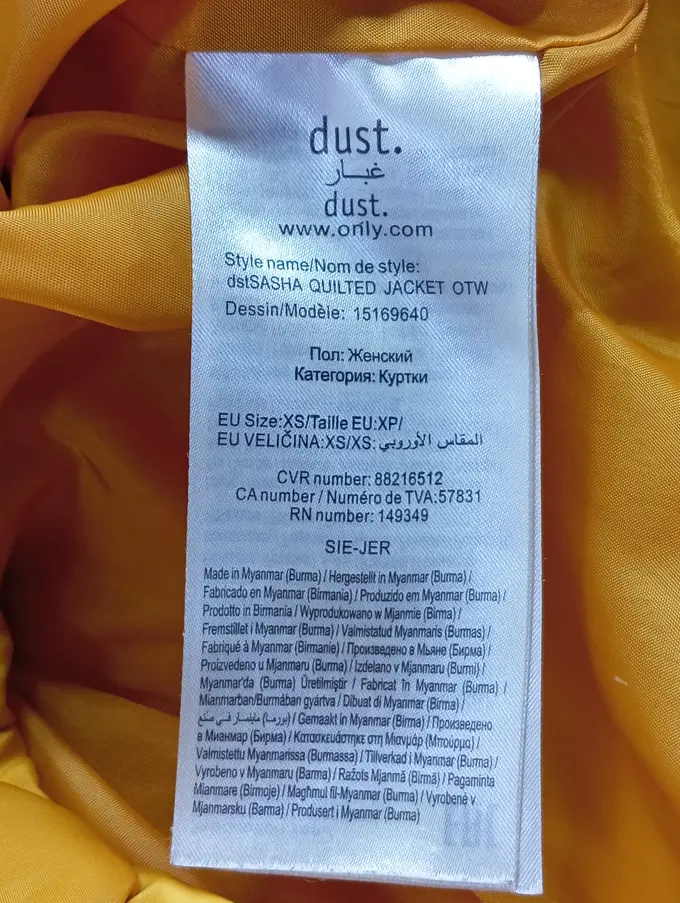 dust.
غبار
dust.
www.only.com
Style name/Nom de style:
dstSASHA QUILTED JACKET OTW
Dessin/Modèle: 15169640
Пол: Женский
Категория: Куртки
EU Size:XS/Taille EU:XP/
EU VELIČINA:XS/XS: المقاس الأوروبي
CVR number: 88216512
CA number / Numéro de TVA:57831
RN number: 149349
SIE-JER
Made in Myanmar (Burma) / Hergestellt in Myanmar (Burma) /
Fabricado en Myanmar (Birmania) / Produzido em Myanmar (Burma) /
Prodotto in Birmania / Wyprodukowano w Mjanmie (Birma) /
Fremstillet i Myanmar (Burma) / Valmistatud Myanmaris (Burmas) /
Fabriqué à Myanmar (Birmanie) / Произведено в Мьяне (Бирма) /
Proizvedeno u Mjanmaru (Burma) / Izdelano v Mjanmaru (Burmi) /
Myanmar'da (Burma) Üretilmiştir / Fabricat în Myanmar (Burma) /
Mianmarban/Burmában gyártva / Dibuat di Myanmar (Birma) /
صنع في ماينمار (بورما) / Gemaakt in Myanmar (Birma) / Произведено
в Мианмар (Бирма) / Κατασκευάστηκε στη Μιανμάρ (Μπούρμα) /
Valmistettu Myanmarissa (Burmassa) / Tillverkad i Myanmar (Burma) /
Vyrobeno v Myanmaru (Barma) / Ražots Mjanmā (Birmā) / Pagaminta
Mianmare (Birmoje) / Magħmul fil-Myanmar (Burma) / Vyrobené v
Mjanmarsku (Barma) / Produsert i Myanmar (Burma)